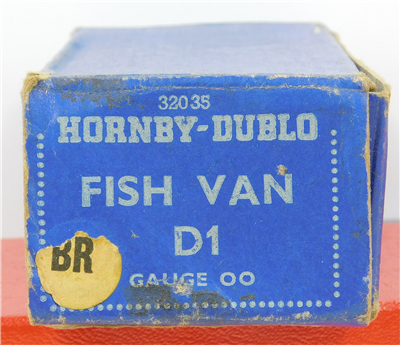 32035
HORNBY-DUBLO
FISH VAN
D1
BR
GAUGE OO